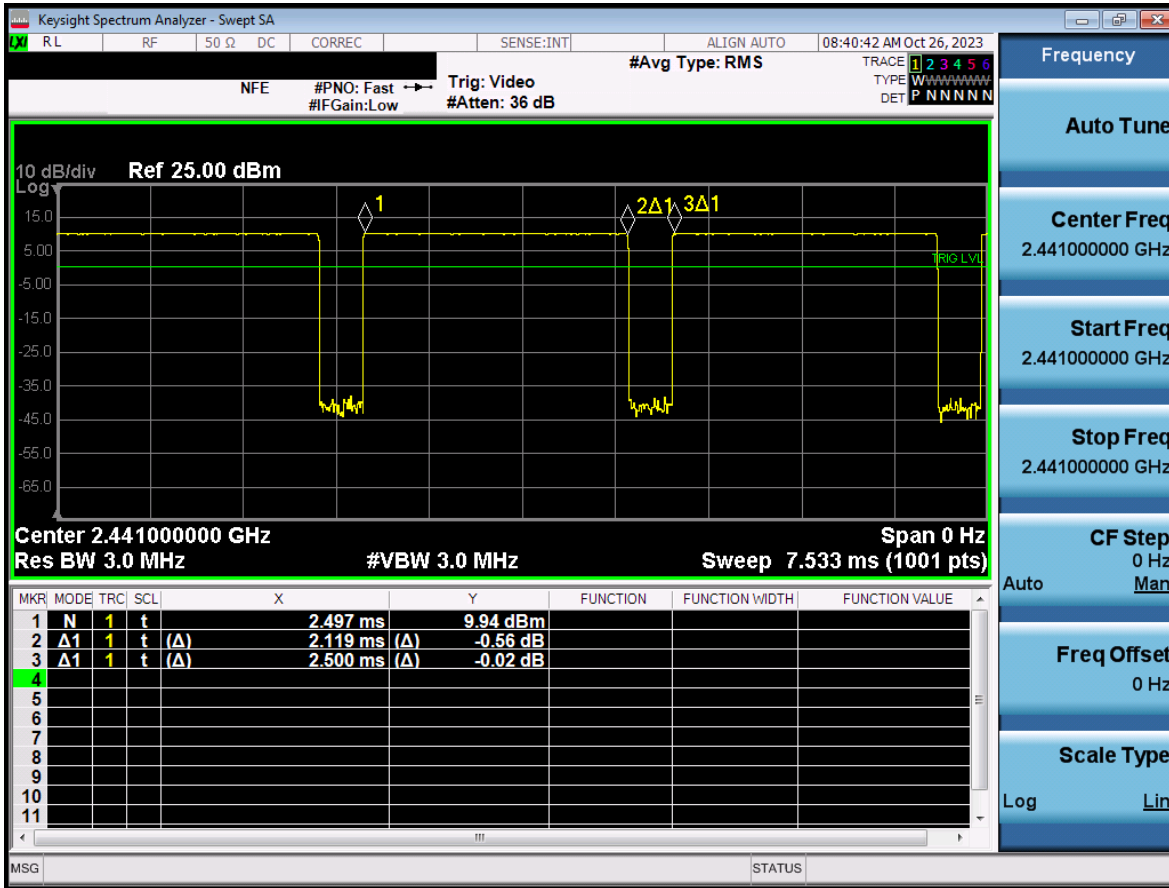 Keysight Spectrum Analyzer - Swept SA
LXI RL RF 50 Ω DC CORREC SENSE:INT ALIGN AUTO 08:40:42 AM Oct 26, 2023
NFE
#PNO: Fast
#IFGain:Low
Trig: Video
#Atten: 36 dB
#Avg Type: RMS
TRACE 1 2 3 4 5 6
TYPE WWWWWWW
DET P N N N N N
10 dB/div Ref 25.00 dBm
Log
1 2Δ1 3Δ1
15.0
5.00
TRIG LVL
-5.00
-15.0
-25.0
-35.0
-45.0
-55.0
-65.0
Center 2.441000000 GHz Span 0 Hz
Res BW 3.0 MHz #VBW 3.0 MHz Sweep 7.533 ms (1001 pts)
MKR MODE TRC SCL X Y FUNCTION FUNCTION WIDTH FUNCTION VALUE
1 N 1 t 2.497 ms 9.94 dBm
2 Δ1 1 t (Δ) 2.119 ms (Δ) -0.56 dB
3 Δ1 1 t (Δ) 2.500 ms (Δ) -0.02 dB
4
5
6
7
8
9
10
11
MSG STATUS
Frequency
Auto Tune
Center Freq
2.441000000 GHz
Start Freq
2.441000000 GHz
Stop Freq
2.441000000 GHz
CF Step
0 Hz
Auto Man
Freq Offset
0 Hz
Scale Type
Log Lin